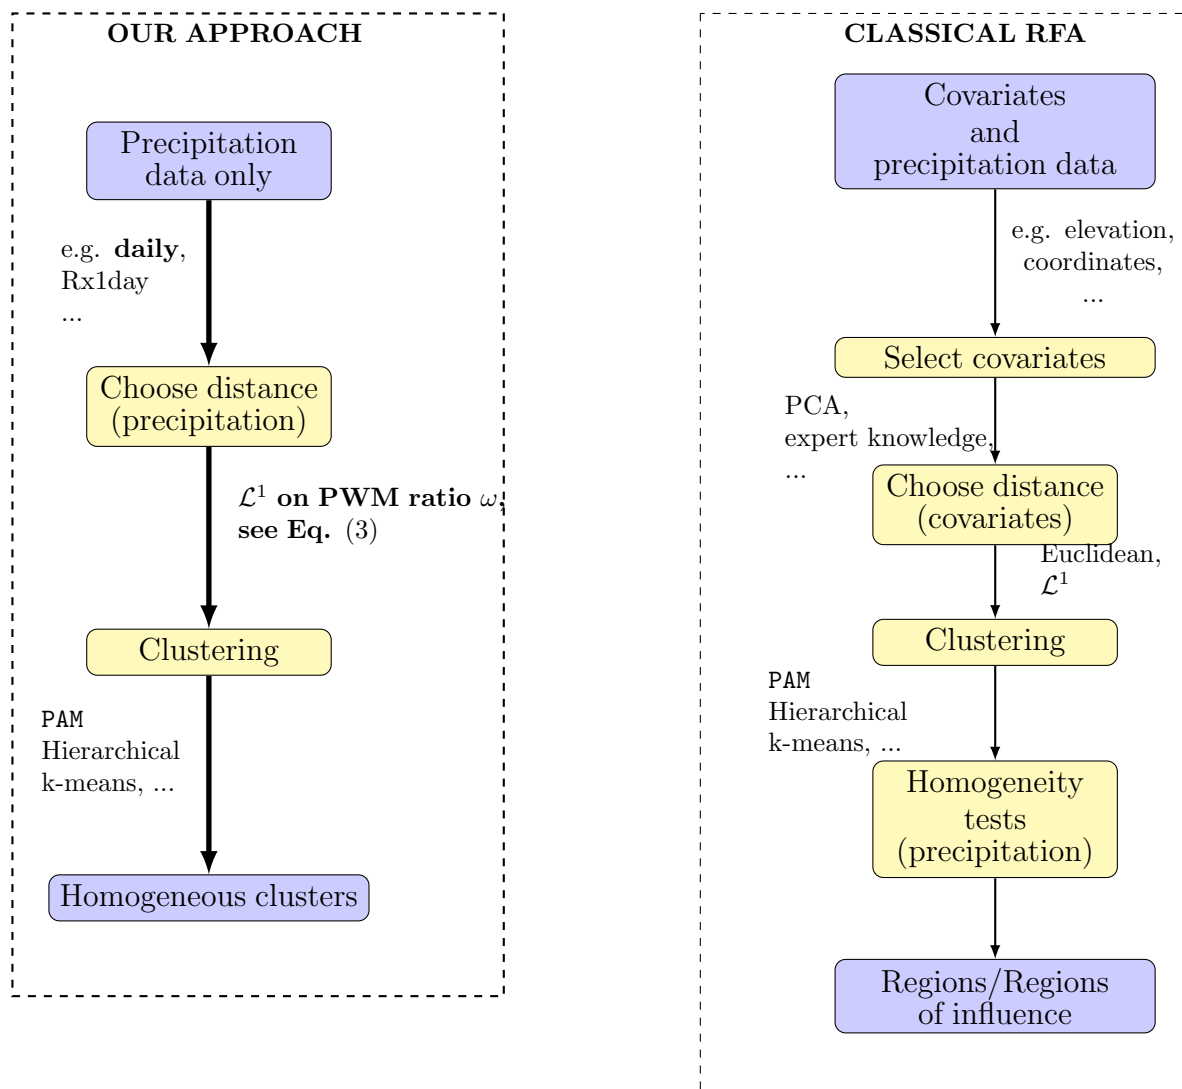 OUR APPROACH
Precipitation
data only
e.g. daily,
Rx1day
...
Choose distance
(precipitation)
ℒ¹ on PWM ratio ω,
see Eq. (3)
Clustering
PAM
Hierarchical
k-means, ...
Homogeneous clusters
CLASSICAL RFA
Covariates
and
precipitation data
e.g. elevation,
coordinates,
...
Select covariates
PCA,
expert knowledge,
...
Choose distance
(covariates)
Euclidean,
ℒ¹
Clustering
PAM
Hierarchical
k-means, ...
Homogeneity
tests
(precipitation)
Regions/Regions
of influence